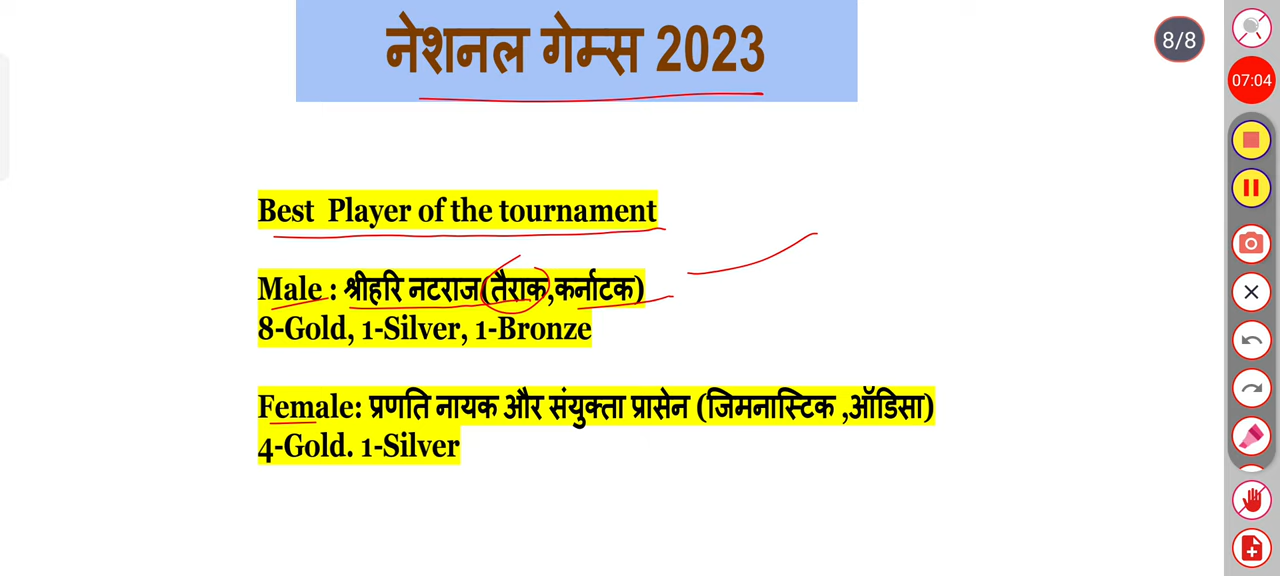 नेशनल गेम्स 2023
8/8
07:04
Best Player of the tournament
Male : श्रीहरि नटराज(तैराक,कर्नाटक)
8-Gold, 1-Silver, 1-Bronze
Female: प्रणति नायक और संयुक्ता प्रासेन (जिमनास्टिक ,ऑडिसा)
4-Gold. 1-Silver